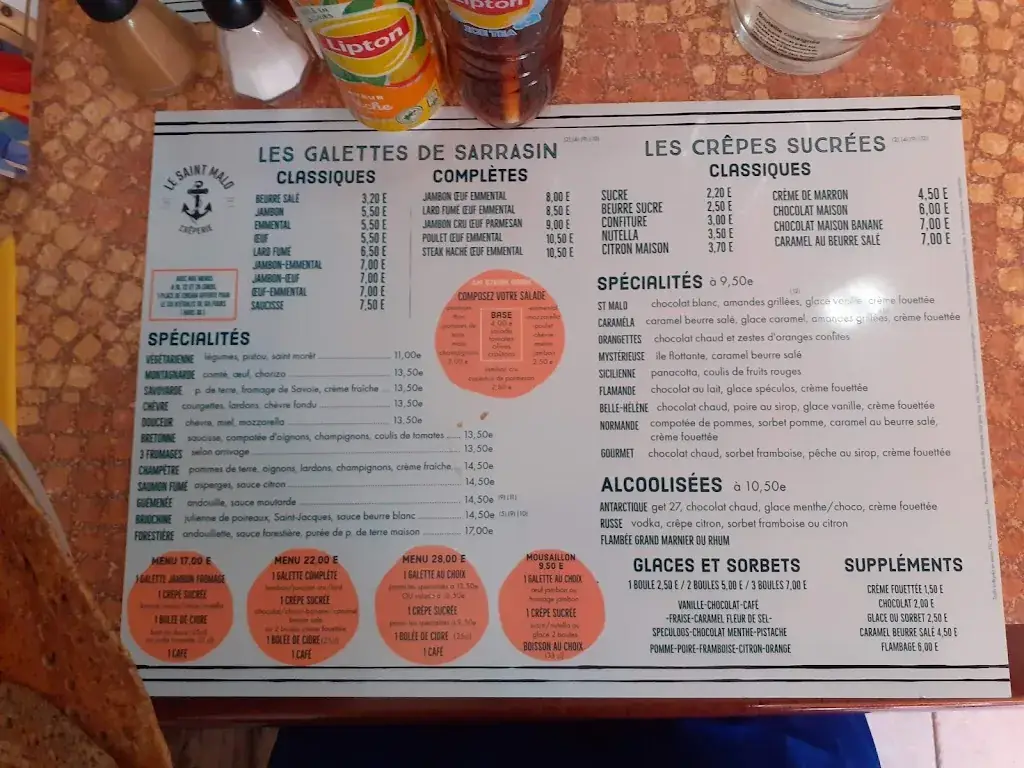 Lipton
Lipton
LE SAINT MALO
CRÊPERIE
LES GALETTES DE SARRASIN
CLASSIQUES
BEURRE SALÉ 3,20 E
JAMBON 5,50 E
EMMENTAL 5,50 E
ŒUF 5,50 E
LARD FUMÉ 6,50 E
JAMBON-EMMENTAL 7,00 E
JAMBON-ŒUF 7,00 E
ŒUF-EMMENTAL 7,00 E
SAUCISSE 7,50 E
COMPLÈTES
JAMBON ŒUF EMMENTAL 8,00 E
LARD FUMÉ ŒUF EMMENTAL 8,50 E
JAMBON CRU ŒUF PARMESAN 9,00 E
POULET ŒUF EMMENTAL 10,50 E
STEAK HACHÉ ŒUF EMMENTAL 10,50 E
COMPOSEZ VOTRE SALADE
BASE
4,00 e
SPÉCIALITÉS
VÉGÉTARIENNE légumes, pistou, saint morêt 11,00e
MONTAGNARDE comté, œuf, chorizo 13,50e
SAVOYARDE p. de terre, fromage de Savoie, crème fraîche 13,50e
CHÈVRE courgettes, lardons, chèvre fondu 13,50e
DOUCEUR chèvre, miel, mozzarella 13,50e
BRETONNE saucisse, compotée d'oignons, champignons, coulis de tomates 13,50e
3 FROMAGES selon arrivage 13,50e
CHAMPÊTRE pommes de terre, oignons, lardons, champignons, crème fraîche 14,50e
SAUMON FUMÉ asperges, sauce citron 14,50e
GUÉMENÉE andouille, sauce moutarde 14,50e
BRIOCHINE julienne de poireaux, Saint-Jacques, sauce beurre blanc 14,50e
FORESTIÈRE andouillette, sauce forestière, purée de p. de terre maison 17,00e
MENU 17,00 E
1 GALETTE JAMBON FROMAGE
1 CRÊPE SUCRÉE
1 BOLÉE DE CIDRE
1 CAFÉ
MENU 22,00 E
1 GALETTE COMPLÈTE
1 CRÊPE SUCRÉE
1 BOLÉE DE CIDRE (25cl)
1 CAFÉ
MENU 28,00 E
1 GALETTE AU CHOIX
1 CRÊPE SUCRÉE
1 BOLÉE DE CIDRE (25cl)
1 CAFÉ
MOUSAILLON
9,50 E
1 GALETTE AU CHOIX
1 CRÊPE SUCRÉE
sucre/nutella ou
glace 2 boules
BOISSON AU CHOIX
LES CRÊPES SUCRÉES
CLASSIQUES
SUCRE 2,20 E
BEURRE SUCRE 2,50 E
CONFITURE 3,00 E
NUTELLA 3,50 E
CITRON MAISON 3,70 E
CRÈME DE MARRON 4,50 E
CHOCOLAT MAISON 6,00 E
CHOCOLAT MAISON BANANE 7,00 E
CARAMEL AU BEURRE SALÉ 7,00 E
SPÉCIALITÉS à 9,50e
ST MALO chocolat blanc, amandes grillées, glace vanille, crème fouettée
CARAMÉLA caramel beurre salé, glace caramel, amandes grillées, crème fouettée
ORANGETTES chocolat chaud et zestes d'oranges confites
MYSTÉRIEUSE ile flottante, caramel beurre salé
SICILIENNE panacotta, coulis de fruits rouges
FLAMANDE chocolat au lait, glace spéculos, crème fouettée
BELLE-HÉLÈNE chocolat chaud, poire au sirop, glace vanille, crème fouettée
NORMANDE compotée de pommes, sorbet pomme, caramel au beurre salé,
crème fouettée
GOURMET chocolat chaud, sorbet framboise, pêche au sirop, crème fouettée
ALCOOLISÉES à 10,50e
ANTARCTIQUE get 27, chocolat chaud, glace menthe/choco, crème fouettée
RUSSE vodka, crêpe citron, sorbet framboise ou citron
FLAMBÉE GRAND MARNIER OU RHUM
GLACES ET SORBETS
1 BOULE 2,50 E / 2 BOULES 5,00 E / 3 BOULES 7,00 E
VANILLE-CHOCOLAT-CAFÉ
-FRAISE-CARAMEL FLEUR DE SEL-
SPECULOOS-CHOCOLAT MENTHE-PISTACHE
POMME-POIRE-FRAMBOISE-CITRON-ORANGE
SUPPLÉMENTS
CRÈME FOUETTÉE 1,50 E
CHOCOLAT 2,00 E
GLACE OU SORBET 2,50 E
CARAMEL BEURRE SALÉ 4,50 E
FLAMBAGE 6,00 E